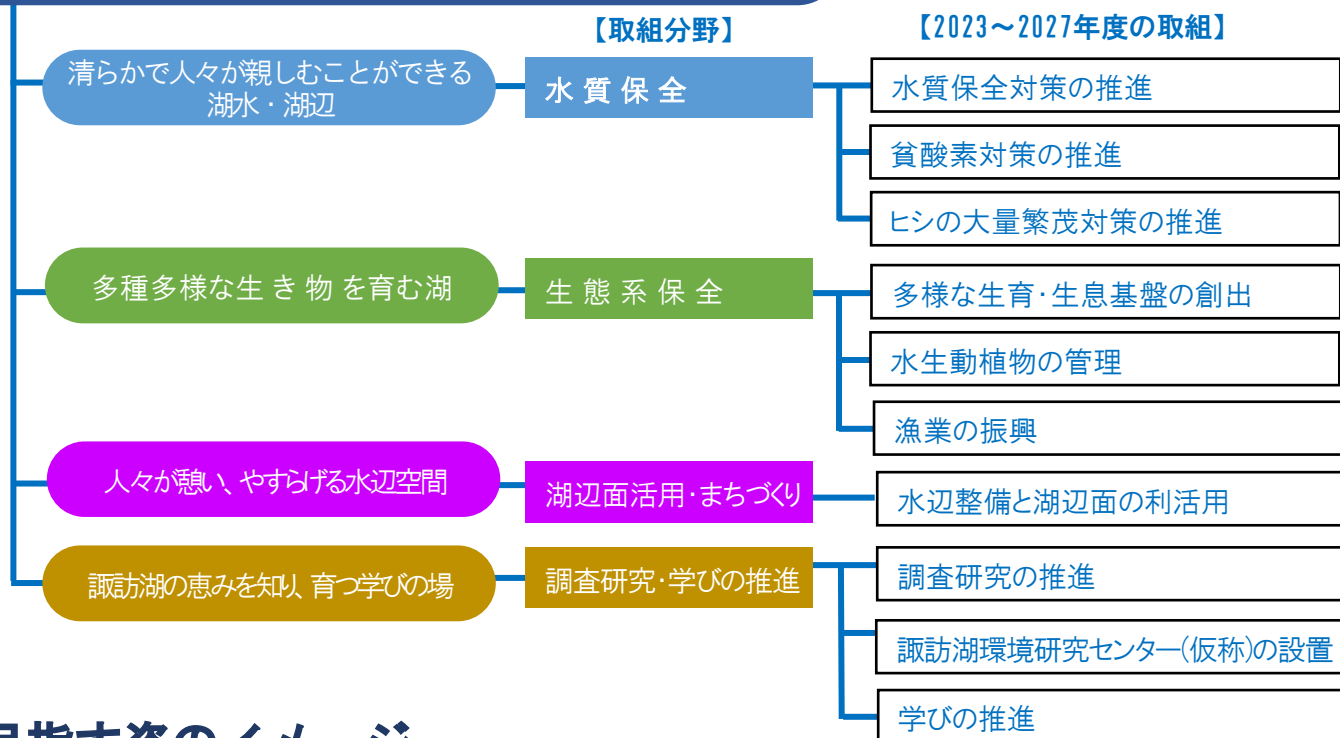 【取組分野】
【2023～2027年度の取組】
清らかで人々が親しむことができる
湖水・湖辺
水質保全
水質保全対策の推進
貧酸素対策の推進
ヒシの大量繁茂対策の推進
多種多様な生き物を育む湖
生態系保全
多様な生育・生息基盤の創出
水生動植物の管理
漁業の振興
人々が憩い、やすらげる水辺空間
湖辺面活用・まちづくり
水辺整備と湖辺面の利活用
諏訪湖の恵みを知り、育つ学びの場
調査研究・学びの推進
調査研究の推進
諏訪湖環境研究センター(仮称)の設置
学びの推進
目指す姿のイメージ